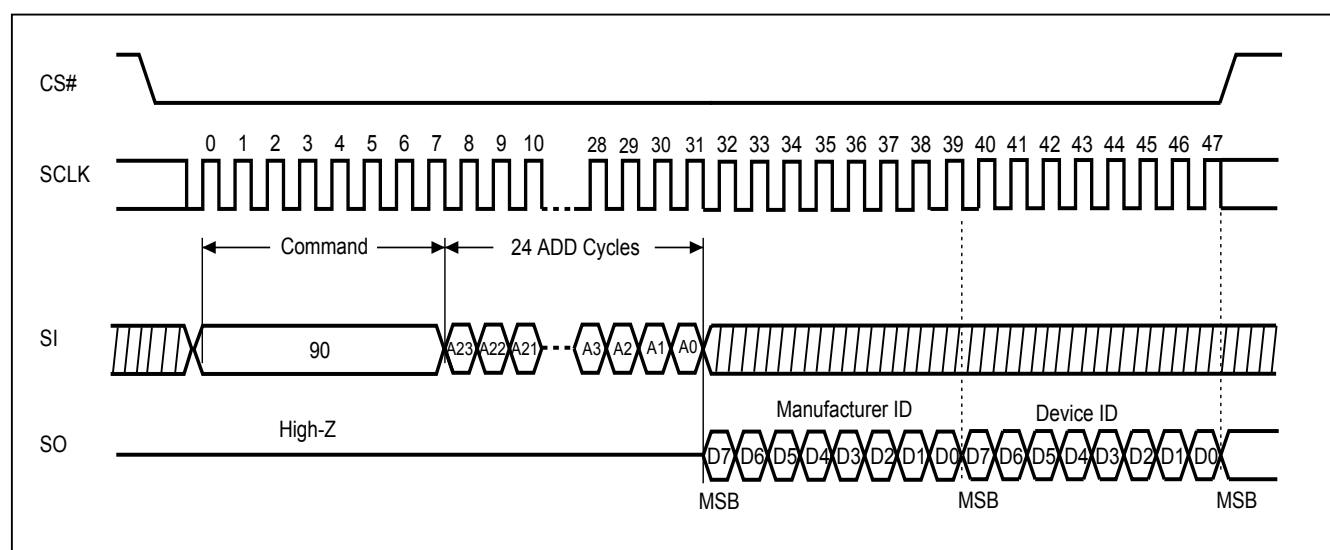 CS#
0 1 2 3 4 5 6 7 8 9 10 28 29 30 31 32 33 34 35 36 37 38 39 40 41 42 43 44 45 46 47
SCLK
Command 24 ADD Cycles
SI 90 A23 A22 A21 A3 A2 A1 A0
Manufacturer ID Device ID
High-Z
SO D7 D6 D5 D4 D3 D2 D1 D0 D7 D6 D5 D4 D3 D2 D1 D0
MSB MSB MSB